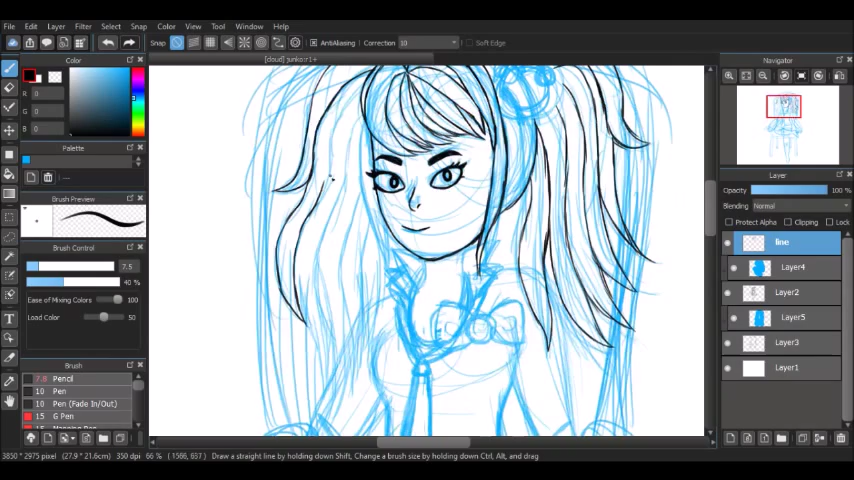 File Edit Layer Filter Select Snap Color View Tool Window Help
Snap AntiAliasing Correction 10 Soft Edge
[cloud] junko:r1+
Color
R 0
G 0
B 0
Palette
Brush Preview
Brush Control
7.5
40 %
Ease of Mixing Colors 100
Load Color 50
Brush
7.8 Pencil
10 Pen
10 Pen (Fade In/Out)
15 G Pen
Navigator
Layer
Opacity 100 %
Blending Normal
Protect Alpha Clipping Lock
line
Layer4
Layer2
Layer5
Layer3
Layer1
3850 * 2975 pixel (27.9 * 21.6cm) 350 dpi 66 % ( 1566, 657 ) Draw a straight line by holding down Shift, Change a brush size by holding down Ctrl, Alt, and drag